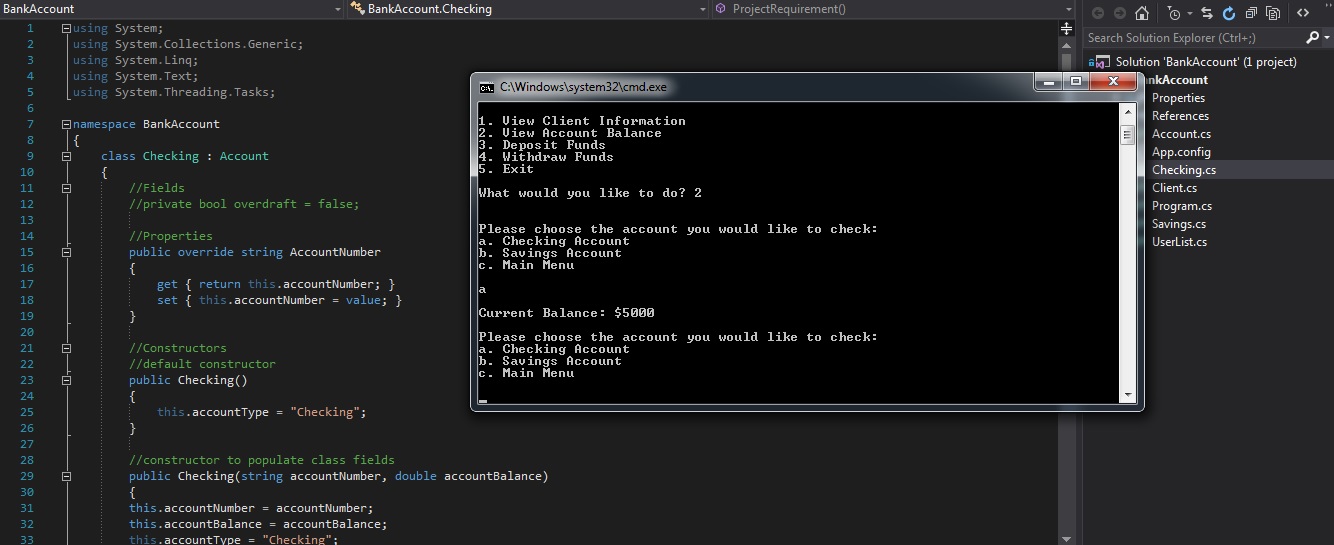 BankAccount
BankAccount.Checking
ProjectRequirement()
1 using System;
2 using System.Collections.Generic;
3 using System.Linq;
4 using System.Text;
5 using System.Threading.Tasks;
6
7 namespace BankAccount
8 {
9 class Checking : Account
10 {
11 //Fields
12 //private bool overdraft = false;
13
14 //Properties
15 public override string AccountNumber
16 {
17 get { return this.accountNumber; }
18 set { this.accountNumber = value; }
19 }
20
21 //Constructors
22 //default constructor
23 public Checking()
24 {
25 this.accountType = "Checking";
26 }
27
28 //constructor to populate class fields
29 public Checking(string accountNumber, double accountBalance)
30 {
31 this.accountNumber = accountNumber;
32 this.accountBalance = accountBalance;
33 this.accountType = "Checking";
C:\Windows\system32\cmd.exe
1. View Client Information
2. View Account Balance
3. Deposit Funds
4. Withdraw Funds
5. Exit
What would you like to do? 2
Please choose the account you would like to check:
a. Checking Account
b. Savings Account
c. Main Menu
a
Current Balance: $5000
Please choose the account you would like to check:
a. Checking Account
b. Savings Account
c. Main Menu
Search Solution Explorer (Ctrl+;)
Solution 'BankAccount' (1 project)
nkAccount
Properties
References
Account.cs
App.config
Checking.cs
Client.cs
Program.cs
Savings.cs
UserList.cs